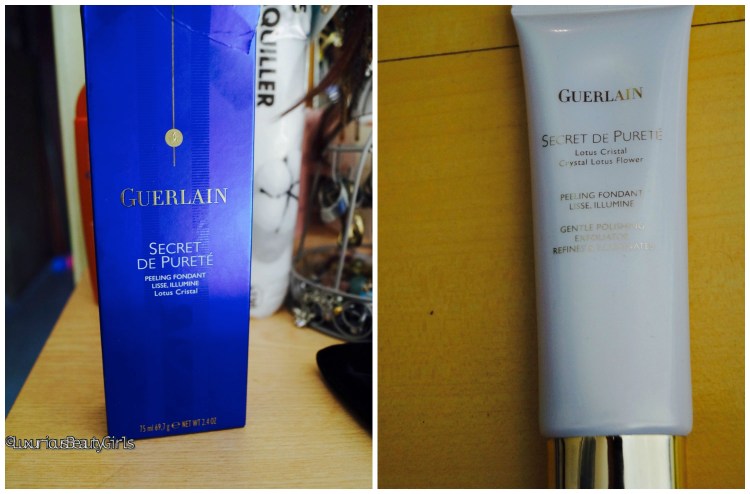 QUILLER
GUERLAIN
SECRET
DE PURETÉ
PEELING FONDANT
LISSE, ILLUMINE
Lotus Cristal
75 ml 69,7 g e NET WT 2.4 OZ
©LuxuriousBeautyGirls
GUERLAIN
SECRET DE PURETÉ
Lotus Cristal
Crystal Lotus Flower
PEELING FONDANT
LISSE, ILLUMINE
GENTLE POLISHING
EXFOLIATOR
REFINES